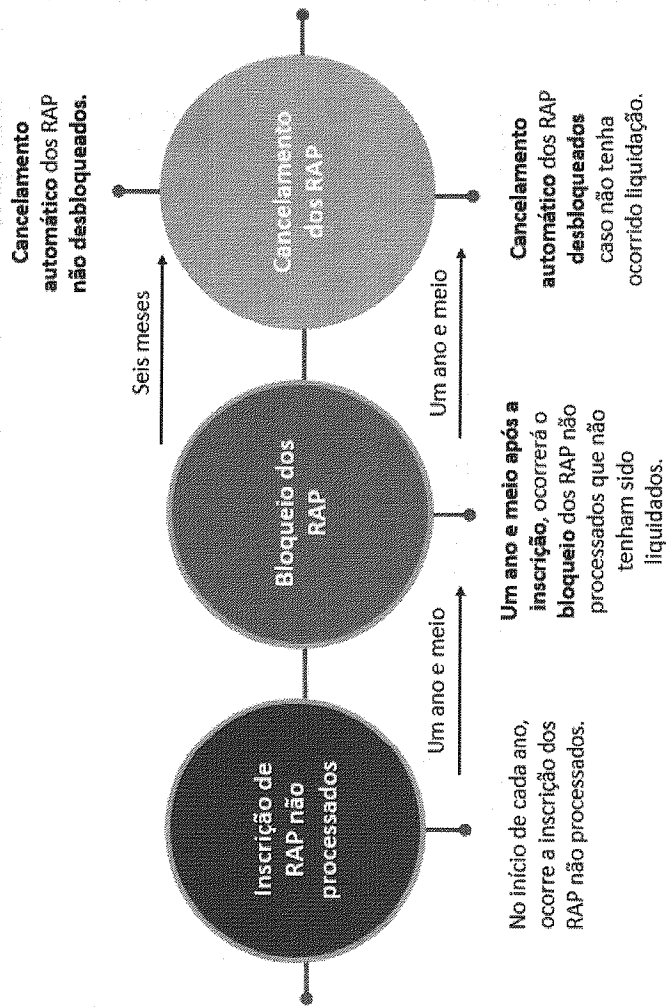 Inscrição de
RAP não
processados
No início de cada ano,
ocorre a inscrição dos
RAP não processados.
Um ano e meio
Bloqueio dos
RAP
Um ano e meio após a
inscrição, ocorrerá o
bloqueio dos RAP não
processados que não
tenham sido
liquidados.
Seis meses
Um ano e meio
Cancelamento
dos RAP
Cancelamento
automático dos RAP
não desbloqueados.
Cancelamento
automático dos RAP
desbloqueados
caso não tenha
ocorrido liquidação.